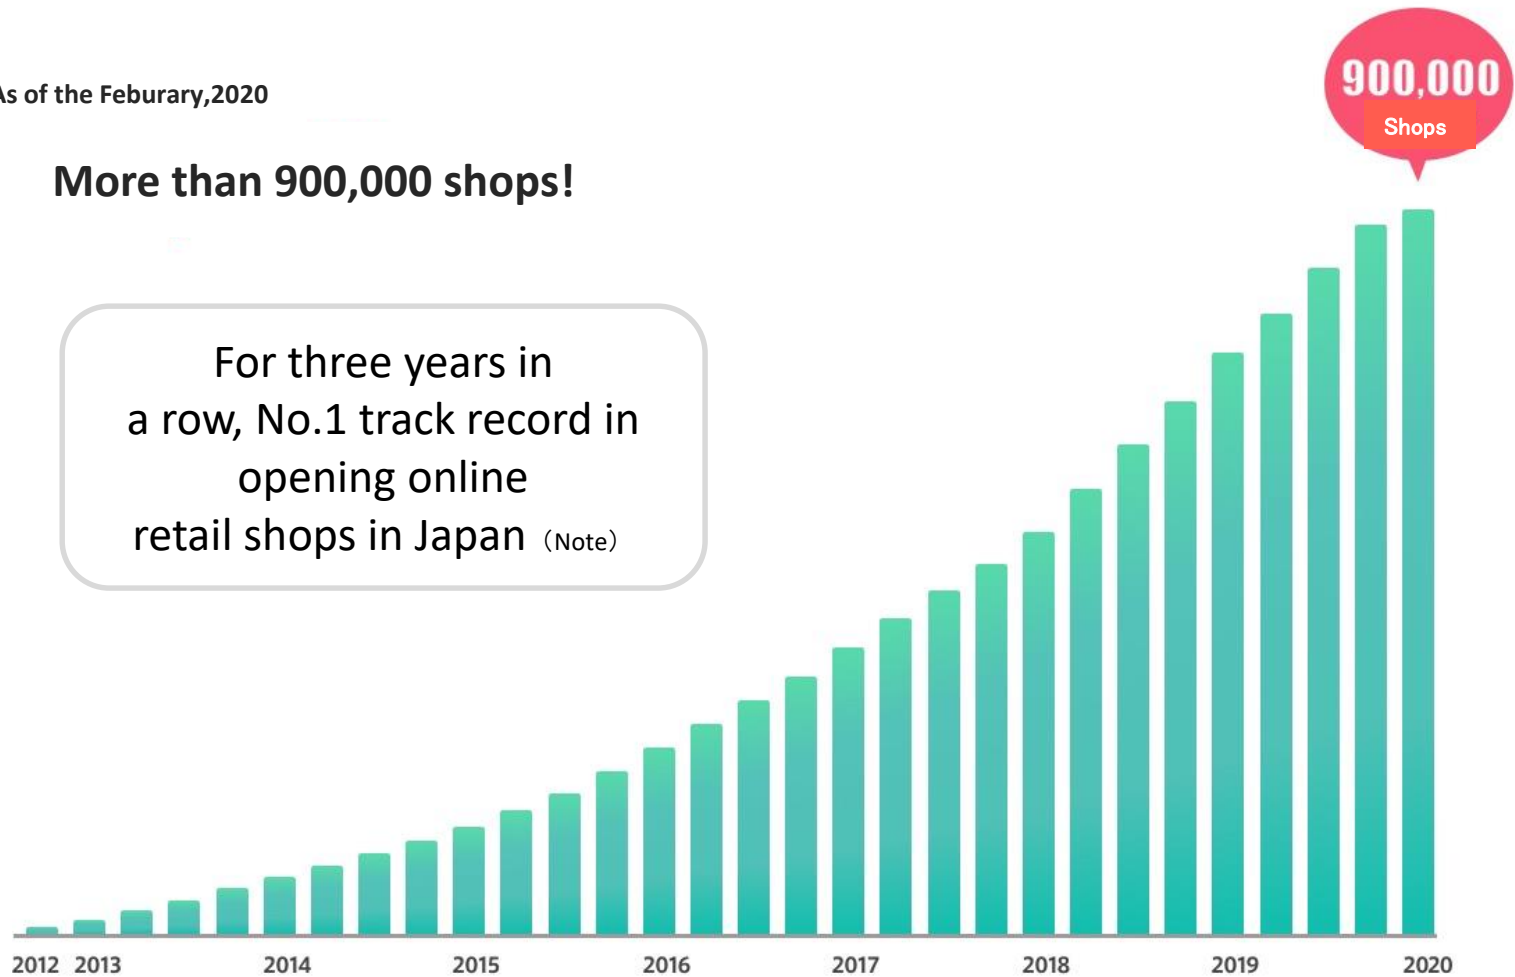 As of the Feburary,2020
More than 900,000 shops!
900,000
Shops
For three years in
a row, No.1 track record in
opening online
retail shops in Japan （Note）
2012 2013 2014 2015 2016 2017 2018 2019 2020